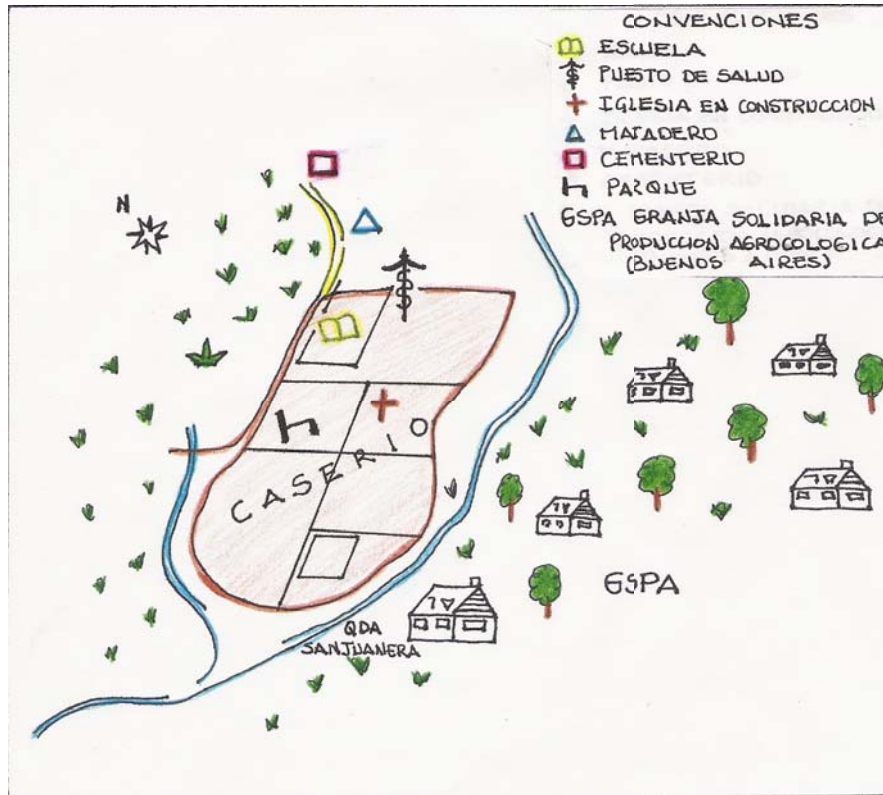 CONVENCIONES
ESCUELA
PUESTO DE SALUD
IGLESIA EN CONSTRUCCION
MATADERO
CEMENTERIO
PARQUE
GSPA GRANJA SOLIDARIA DE
PRODUCCION AGROCOLOGICA
(BUENOS AIRES)
N
CASERIO
GSPA
QDA
SANJUANERA